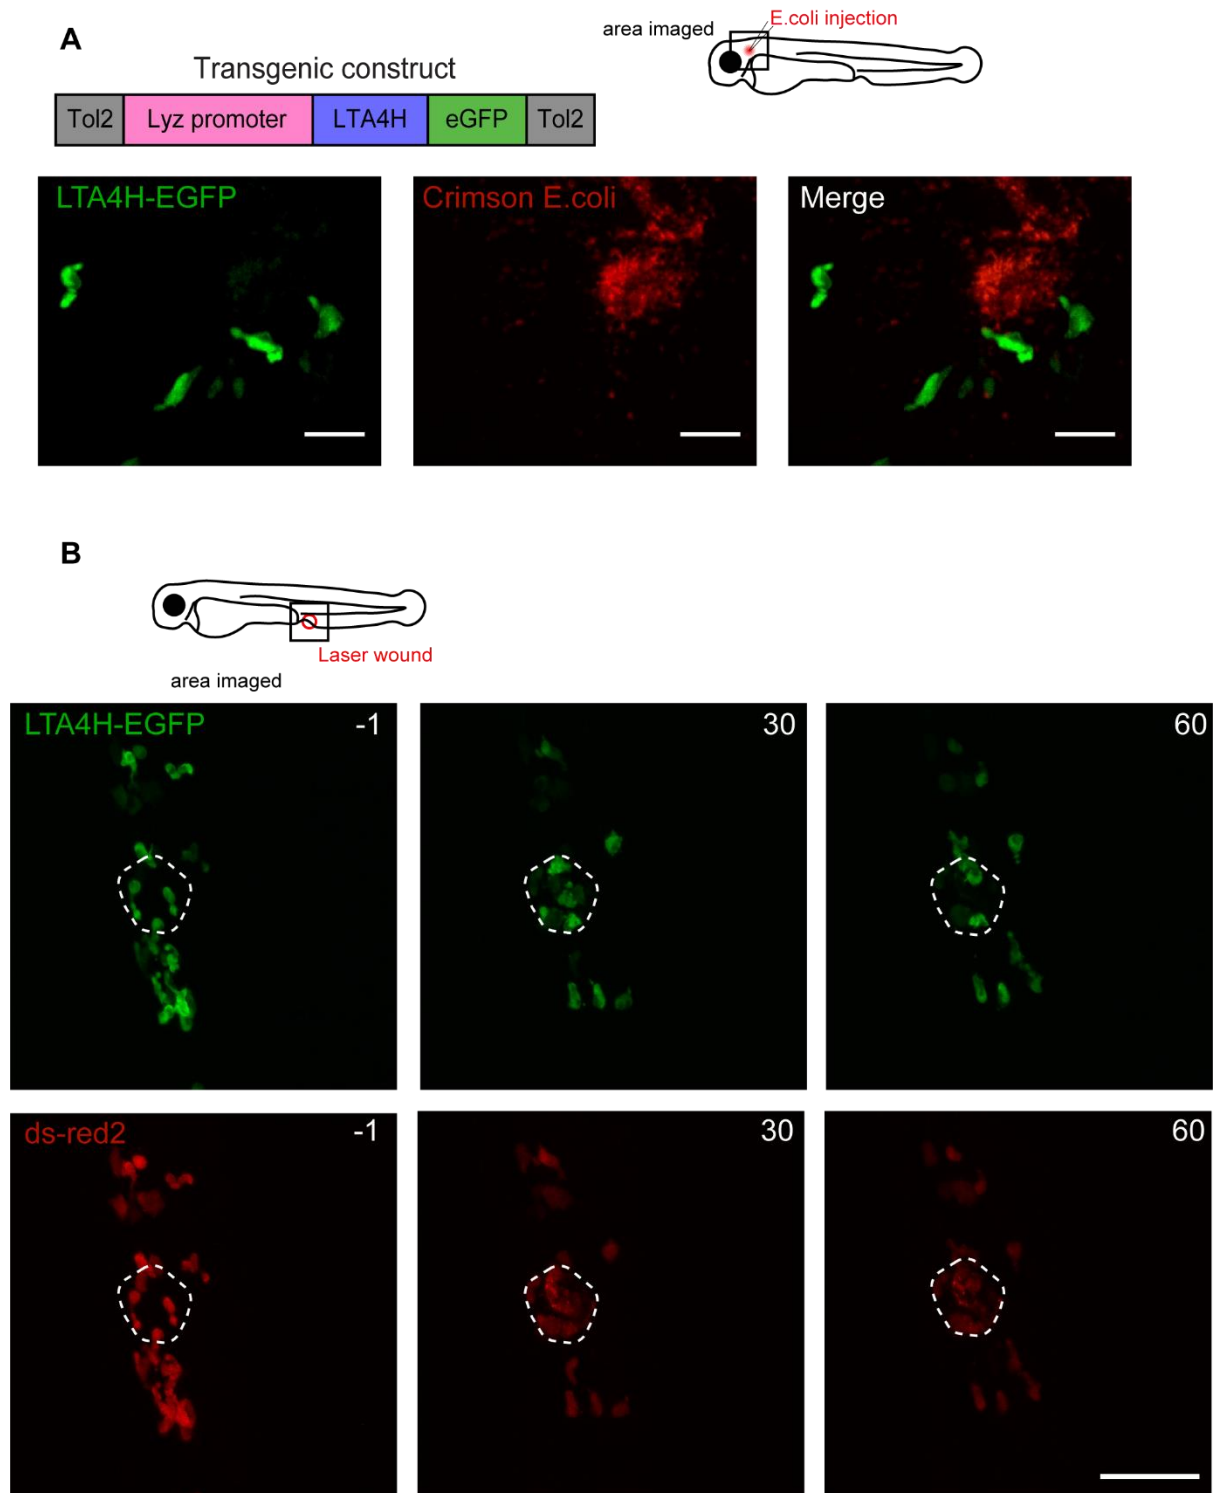 A
area imaged
E.coli injection
Transgenic construct
Tol2 Lyz promoter LTA4H eGFP Tol2
LTA4H-EGFP Crimson E.coli Merge
B
Laser wound
area imaged
LTA4H-EGFP -1 30 60
ds-red2 -1 30 60